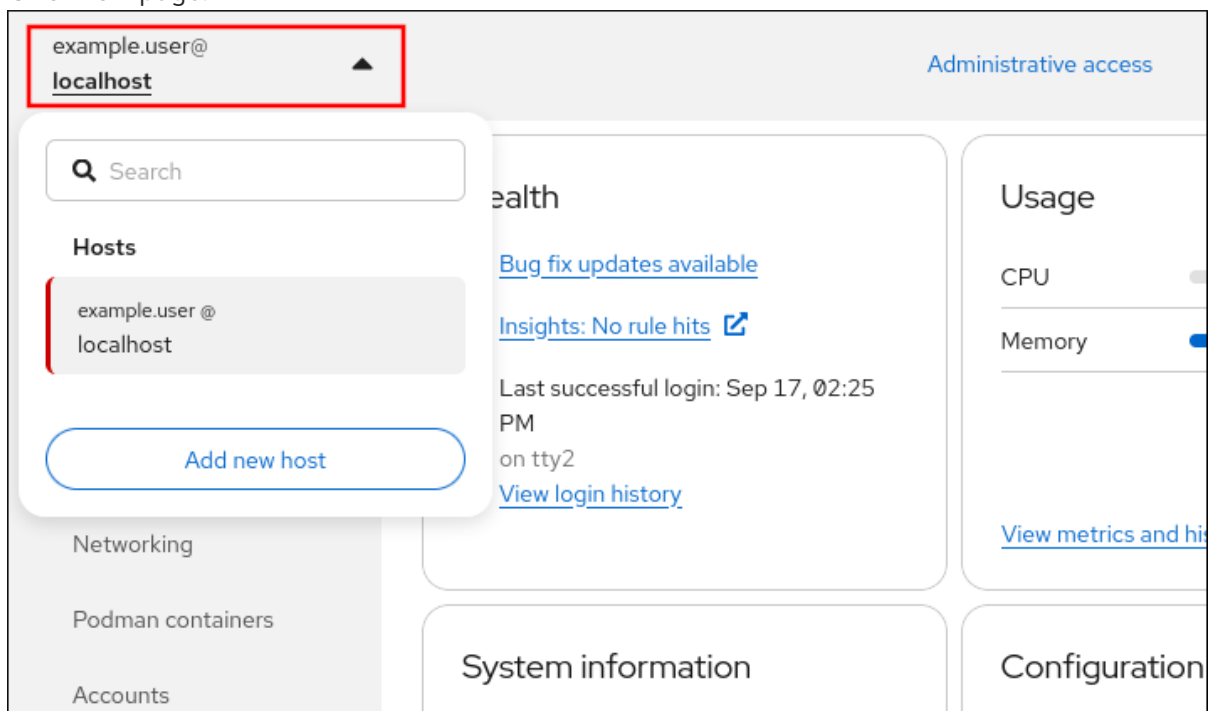 example.user@
localhost
Administrative access
Search
Hosts
example.user @
localhost
Add new host
Networking
Podman containers
Accounts
ealth
Bug fix updates available
Insights: No rule hits
Last successful login: Sep 17, 02:25
PM
on tty2
View login history
Usage
CPU
Memory
View metrics and his
System information
Configuration